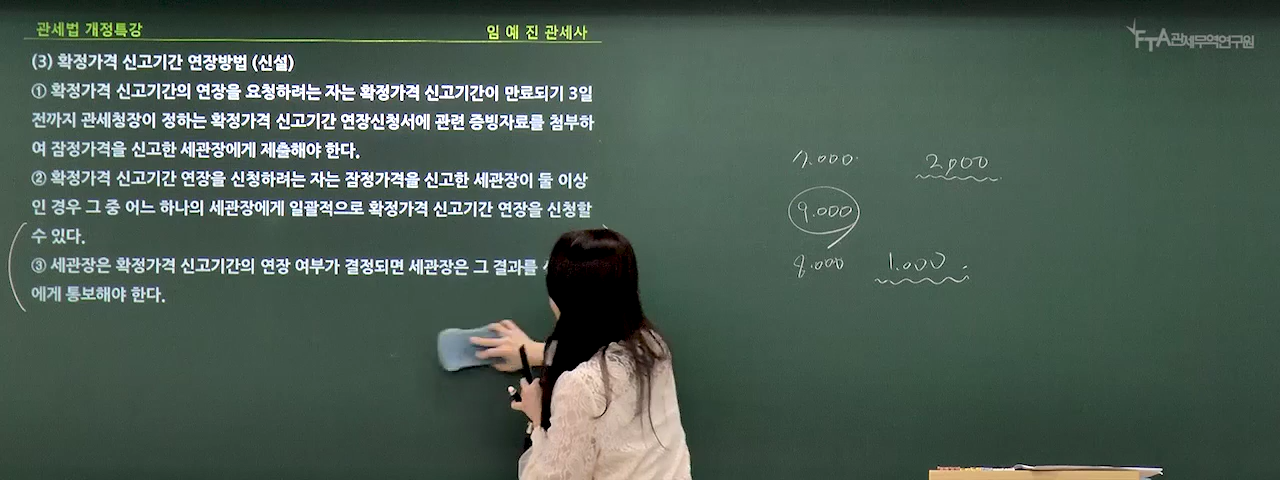 관세법 개정특강
임 예 진 관세사
FTA관세무역연구원
(3) 확정가격 신고기간 연장방법 (신설)
① 확정가격 신고기간의 연장을 요청하려는 자는 확정가격 신고기간이 만료되기 3일
전까지 관세청장이 정하는 확정가격 신고기간 연장신청서에 관련 증빙자료를 첨부하
여 잠정가격을 신고한 세관장에게 제출해야 한다.
② 확정가격 신고기간 연장을 신청하려는 자는 잠정가격을 신고한 세관장이 둘 이상
인 경우 그 중 어느 하나의 세관장에게 일괄적으로 확정가격 신고기간 연장을 신청할
수 있다.
③ 세관장은 확정가격 신고기간의 연장 여부가 결정되면 세관장은 그 결과를
에게 통보해야 한다.
7.000 2,000
9.000
8.000 1.000